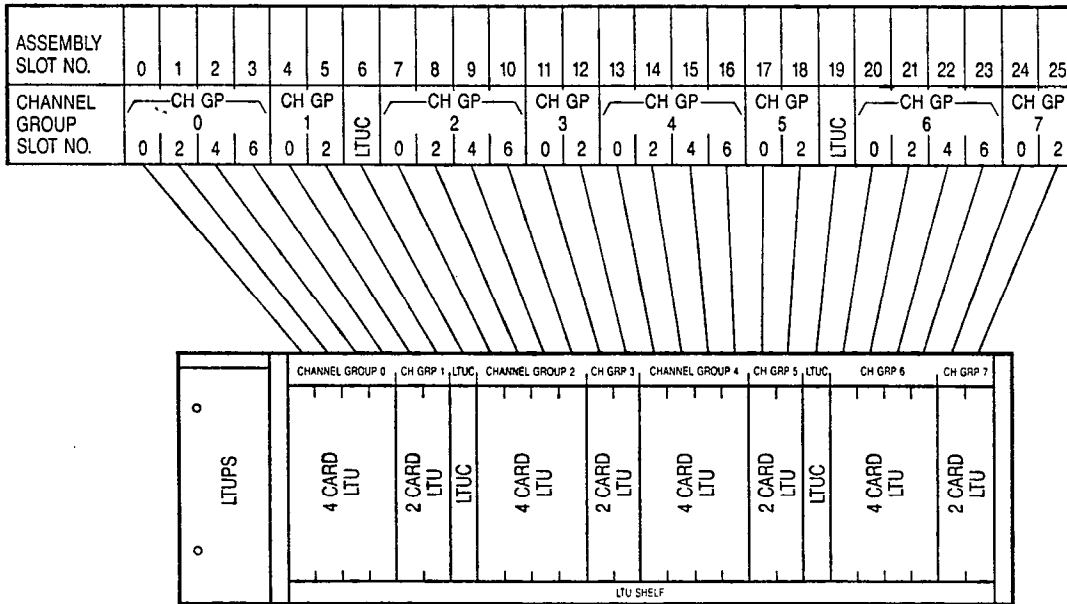 ASSEMBLY
SLOT NO. 0 1 2 3 4 5 6 7 8 9 10 11 12 13 14 15 16 17 18 19 20 21 22 23 24 25
CHANNEL
GROUP
SLOT NO.
CH GP CH GP CH GP CH GP CH GP CH GP CH GP CH GP
0 1 2 3 4 5 6 7
0 2 4 6 0 2 LTUC 0 2 4 6 0 2 0 2 4 6 0 2 LTUC 0 2 4 6 0 2
CHANNEL GROUP 0 CH GRP 1 LTUC CHANNEL GROUP 2 CH GRP 3 CHANNEL GROUP 4 CH GRP 5 LTUC CH GRP 6 CH GRP 7
LTUPS
4 CARD
LTU
2 CARD
LTU
LTUC
4 CARD
LTU
2 CARD
LTU
4 CARD
LTU
2 CARD
LTU
LTUC
4 CARD
LTU
2 CARD
LTU
LTU SHELF